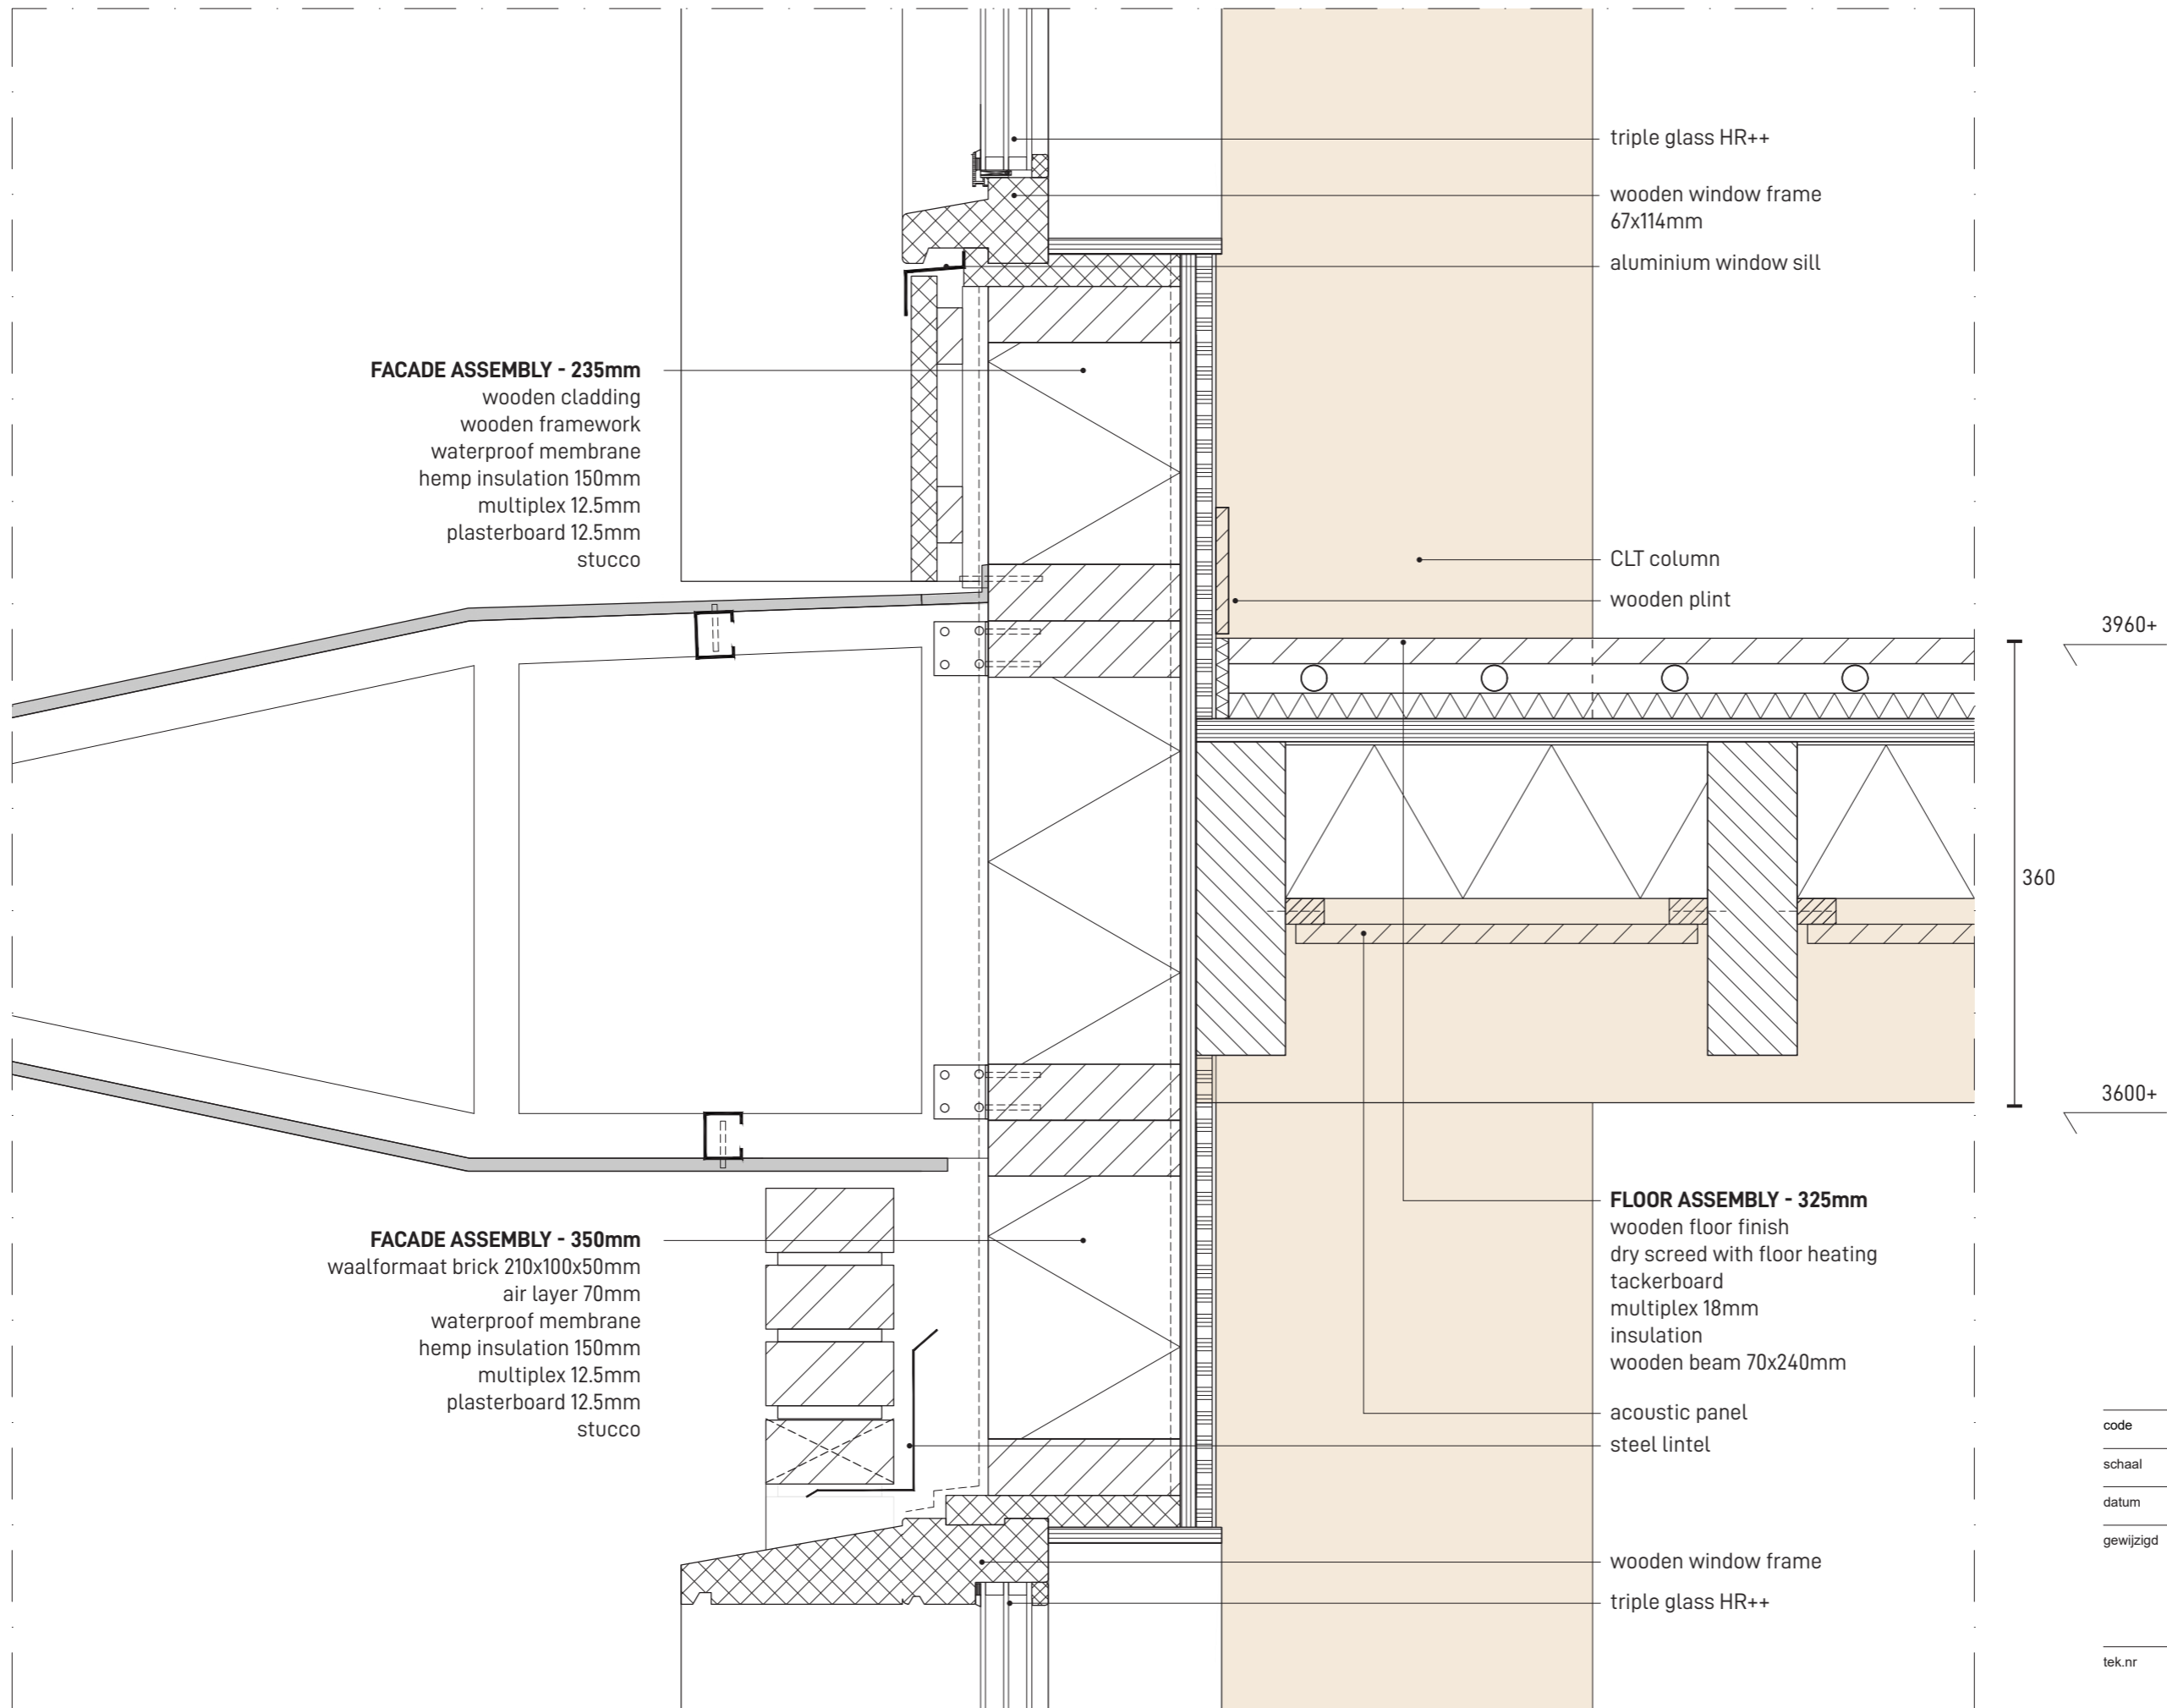 triple glass HR++
wooden window frame
67x114mm
aluminium window sill
FACADE ASSEMBLY - 235mm
wooden cladding
wooden framework
waterproof membrane
hemp insulation 150mm
multiplex 12.5mm
plasterboard 12.5mm
stucco
CLT column
wooden plint
3960+
360
3600+
FACADE ASSEMBLY - 350mm
waalformaat brick 210x100x50mm
air layer 70mm
waterproof membrane
hemp insulation 150mm
multiplex 12.5mm
plasterboard 12.5mm
stucco
FLOOR ASSEMBLY - 325mm
wooden floor finish
dry screed with floor heating
tackerboard
multiplex 18mm
insulation
wooden beam 70x240mm
acoustic panel
steel lintel
wooden window frame
triple glass HR++
code
schaal
datum
gewijzigd
tek.nr